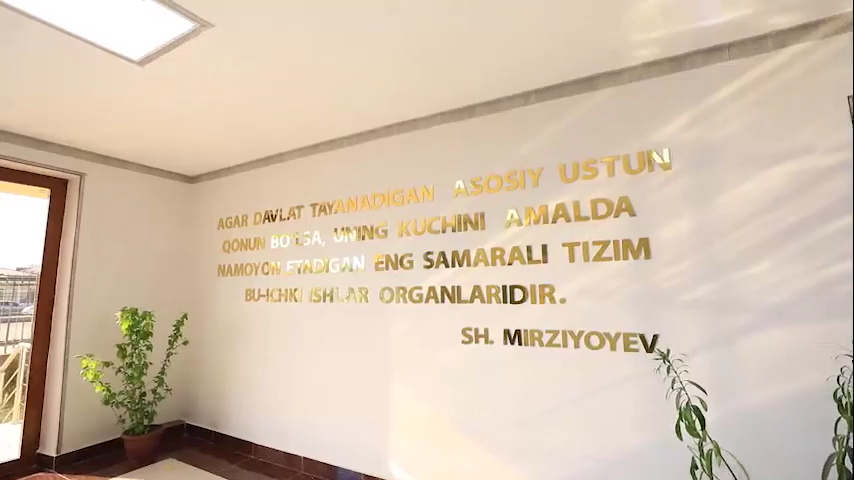 AGAR DAVLAT TAYANADIGAN ASOSIY USTUN
QONUN BO'LSA, UNING KUCHINI AMALDA
NAMOYON ETADIGAN ENG SAMARALI TIZIM
BU-ICHKI ISHLAR ORGANLARIDIR.
SH. MIRZIYOYEV